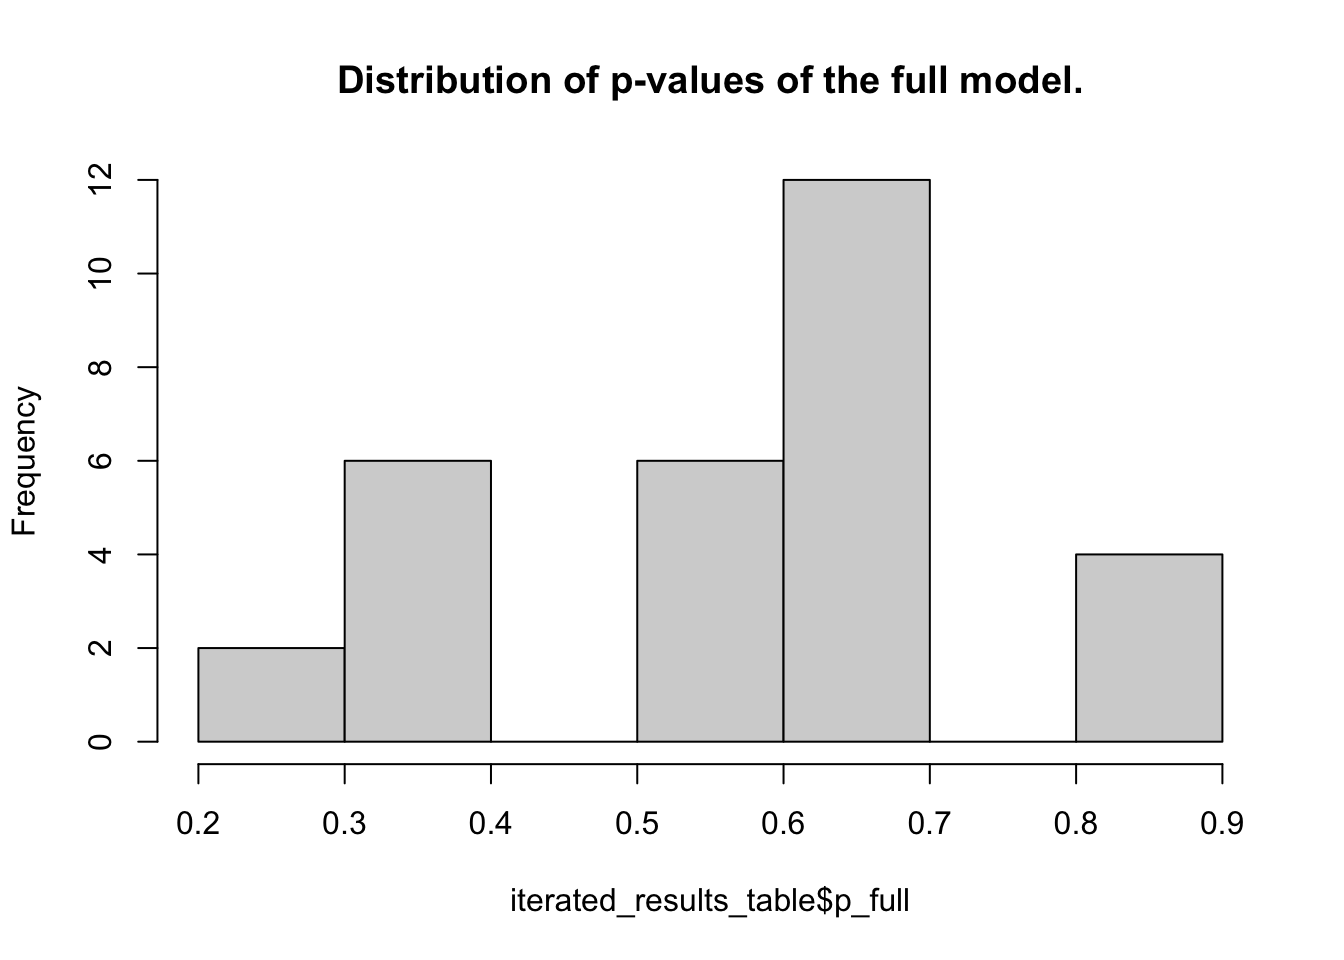 Distribution of p-values of the full model.
Frequency
12
10
8
6
4
2
0
0.2 0.3 0.4 0.5 0.6 0.7 0.8 0.9
iterated_results_table$p_full